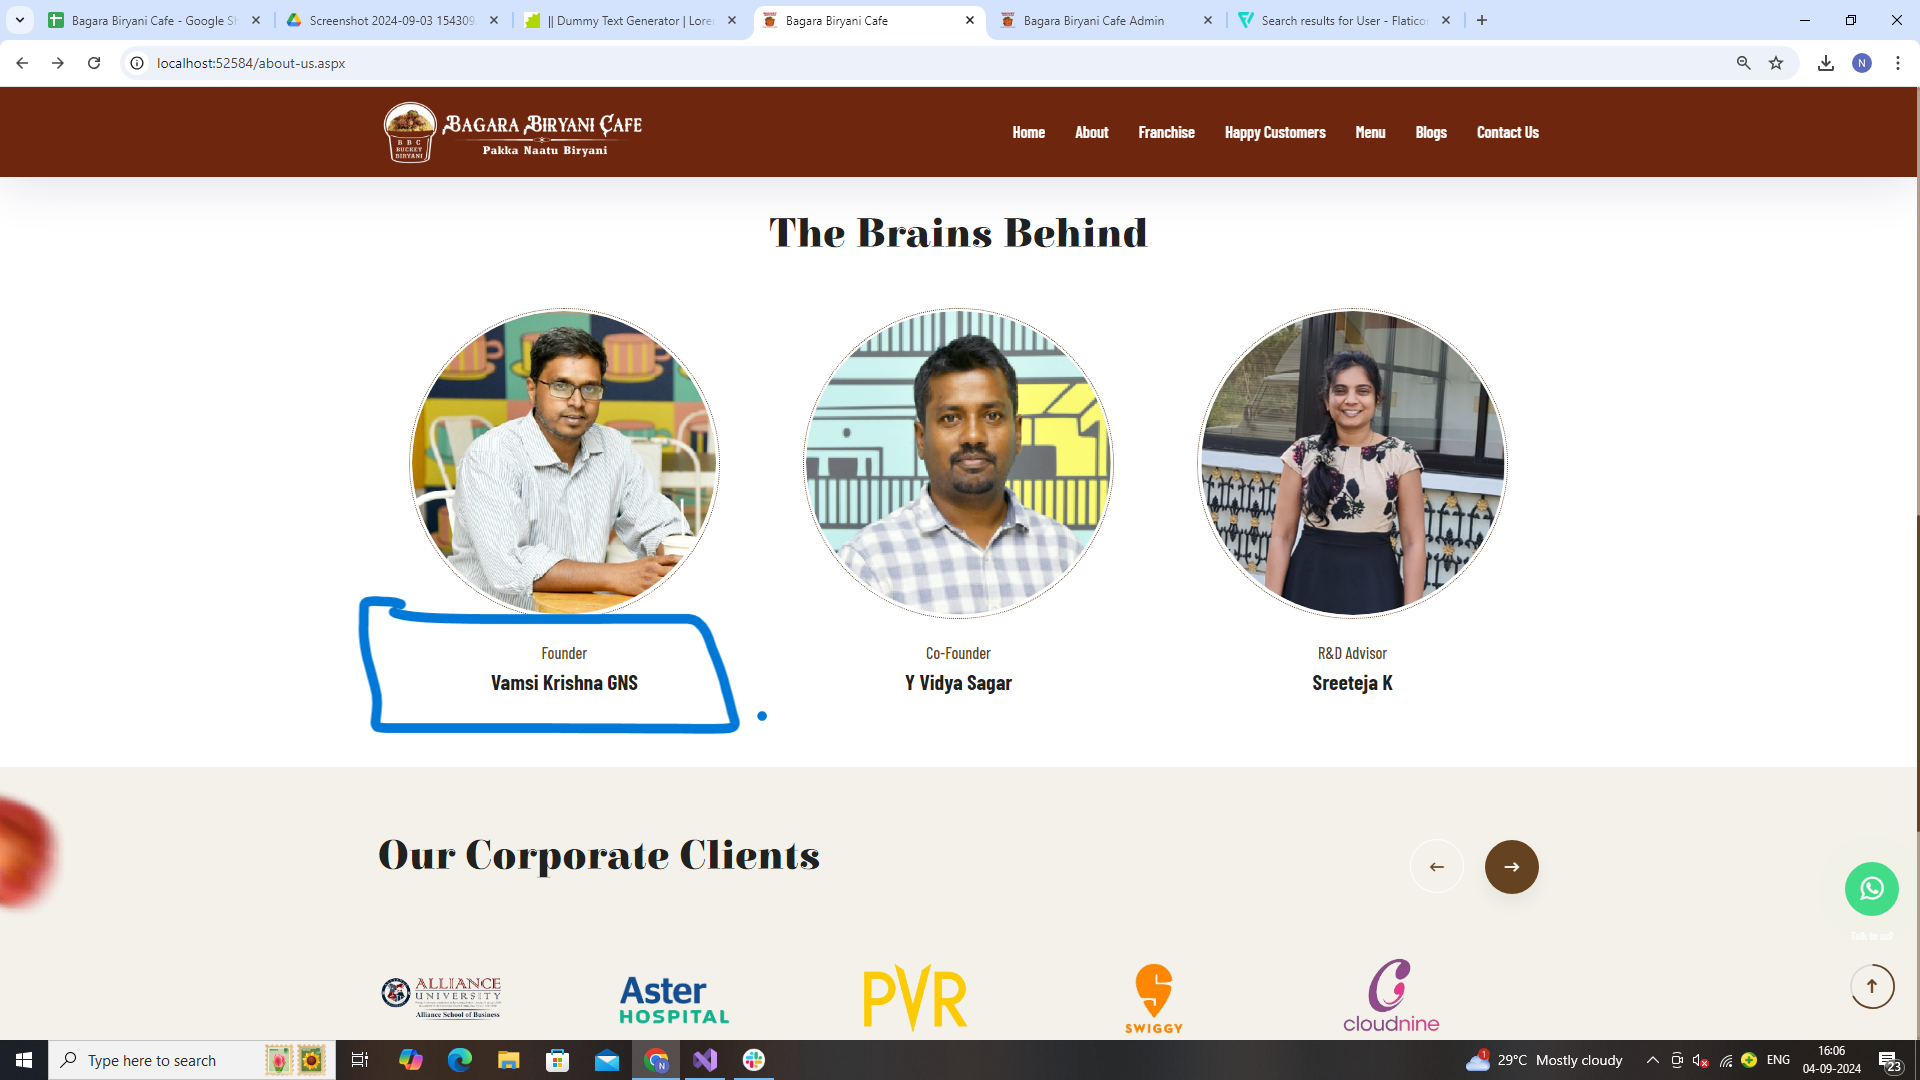 Bagara Biryani Cafe - Google Sh
Screenshot 2024-09-03 154309
|| Dummy Text Generator | Lore
Bagara Biryani Cafe
Bagara Biryani Cafe Admin
Search results for User - Flatico
localhost:52584/about-us.aspx
N
BBC
BUCKET
BIRYANI
BAGARA BIRYANI CAFE
Pakka Naatu Biryani
Home About Franchise Happy Customers Menu Blogs Contact Us
The Brains Behind
Founder
Vamsi Krishna GNS
Co-Founder
Y Vidya Sagar
R&D Advisor
Sreeteja K
Our Corporate Clients
Talk to us?
ALLIANCE
UNIVERSITY
Alliance School of Business
Aster
HOSPITAL
PVR
SWIGGY
cloudnine
Type here to search
N
1
29°C Mostly cloudy
ENG
16:06
04-09-2024
23